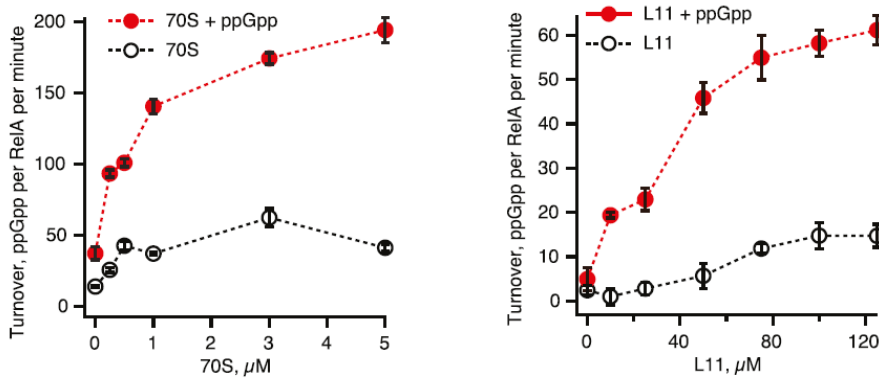 70S + ppGpp
70S
Turnover, ppGpp per RelA per minute
200
150
100
50
0
0 1 2 3 4 5
70S, µM
L11 + ppGpp
L11
Turnover, ppGpp per RelA per minute
60
50
40
30
20
10
0
0 40 80 120
L11, µM